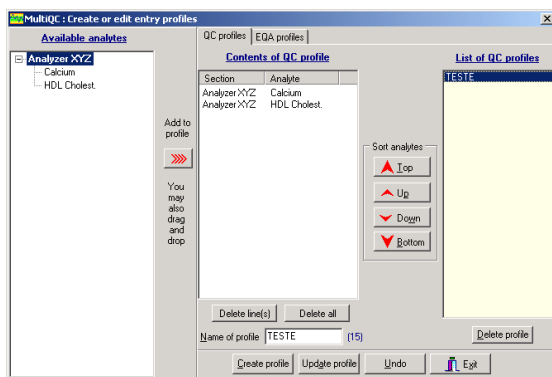 MultiQC : Create or edit entry profiles
Available analytes
Analyzer XYZ
Calcium
HDL Cholest.
Add to
profile
You
may
also
drag
and
drop
QC profiles
EQA profiles
Contents of QC profile
Section Analyte
Analyzer XYZ Calcium
Analyzer XYZ HDL Cholest.
Delete line(s)
Delete all
Name of profile TESTE (15)
Sort analytes
Top
Up
Down
Bottom
List of QC profiles
TESTE
Delete profile
Create profile
Update profile
Undo
Exit